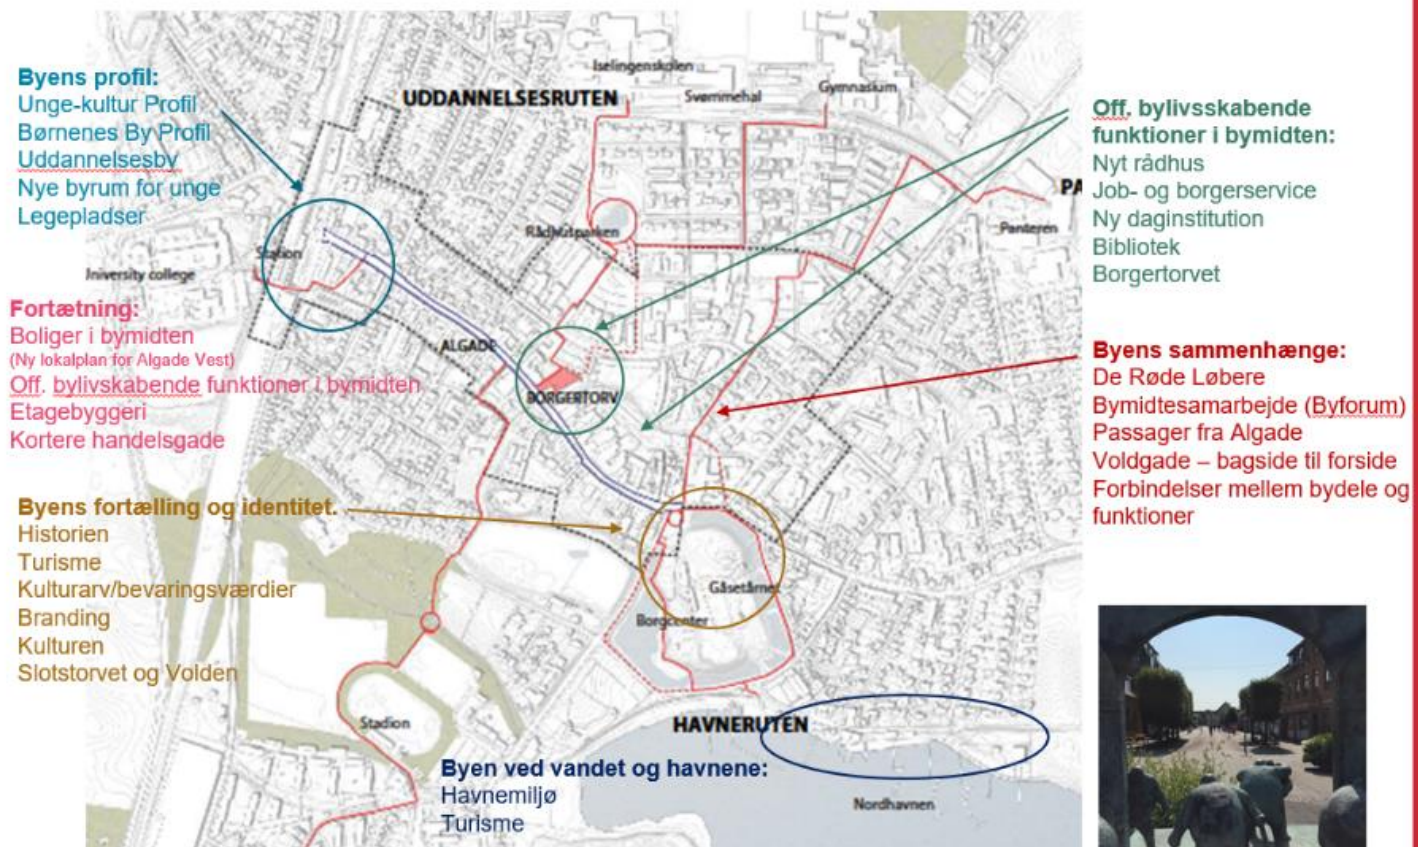 Byens profil:
Unge-kultur Profil
Børnenes By Profil
Uddannelsesby
Nye byrum for unge
Legepladser
Fortætning:
Boliger i bymidten
(Ny lokalplan for Algade Vest)
Off. bylivskabende funktioner i bymidten
Etagebyggeri
Kortere handelsgade
Byens fortælling og identitet.
Historien
Turisme
Kulturarv/bevaringsværdier
Branding
Kulturen
Slotstorvet og Volden
UDDANNELSESRUTEN
Iselingenskolen
Svømmehal
Gymnasium
Rådhusparken
Station
University college
ALGADE
BORGERTORV
PA
Panteren
Gåsetårnet
Borgcenter
Stadion
HAVNERUTEN
Nordhavnen
Byen ved vandet og havnene:
Havnemiljø
Turisme
Off. bylivsskabende
funktioner i bymidten:
Nyt rådhus
Job- og borgerservice
Ny daginstitution
Bibliotek
Borgertorvet
Byens sammenhænge:
De Røde Løbere
Bymidtesamarbejde (Byforum)
Passager fra Algade
Voldgade – bagside til forside
Forbindelser mellem bydele og
funktioner